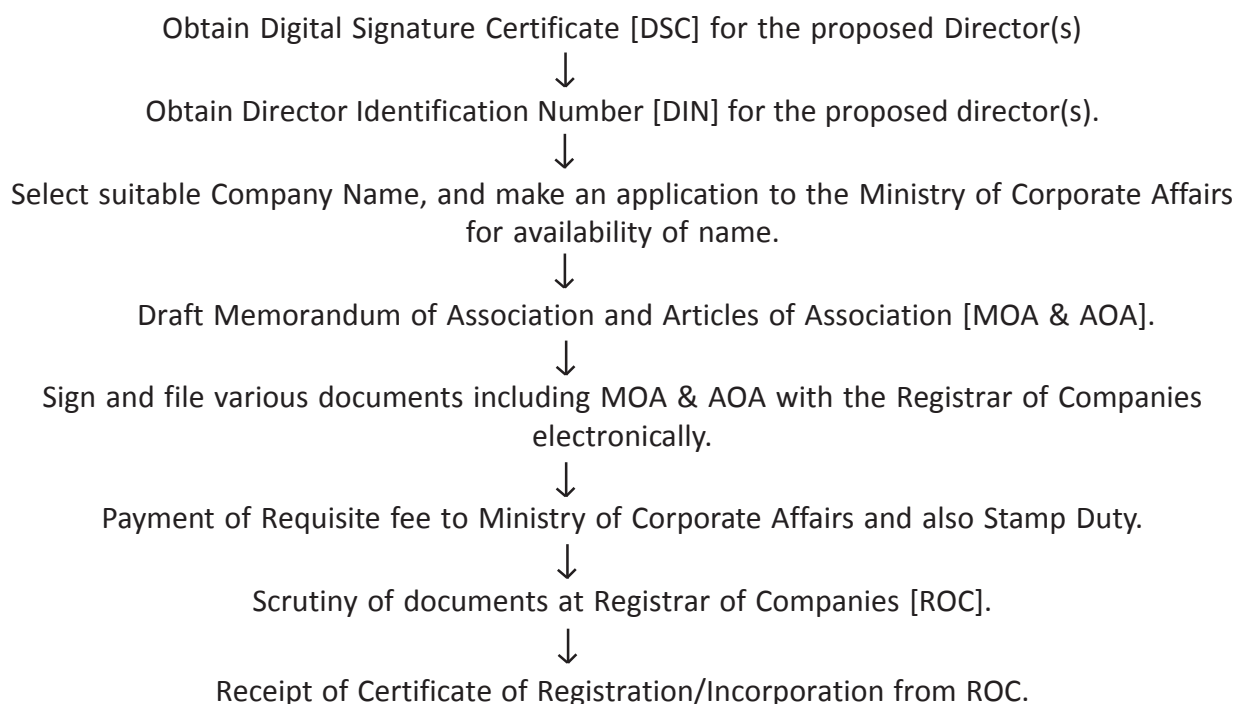 Obtain Digital Signature Certificate [DSC] for the proposed Director(s)
Obtain Director Identification Number [DIN] for the proposed director(s).
Select suitable Company Name, and make an application to the Ministry of Corporate Affairs
for availability of name.
Draft Memorandum of Association and Articles of Association [MOA & AOA].
Sign and file various documents including MOA & AOA with the Registrar of Companies
electronically.
Payment of Requisite fee to Ministry of Corporate Affairs and also Stamp Duty.
Scrutiny of documents at Registrar of Companies [ROC].
Receipt of Certificate of Registration/Incorporation from ROC.